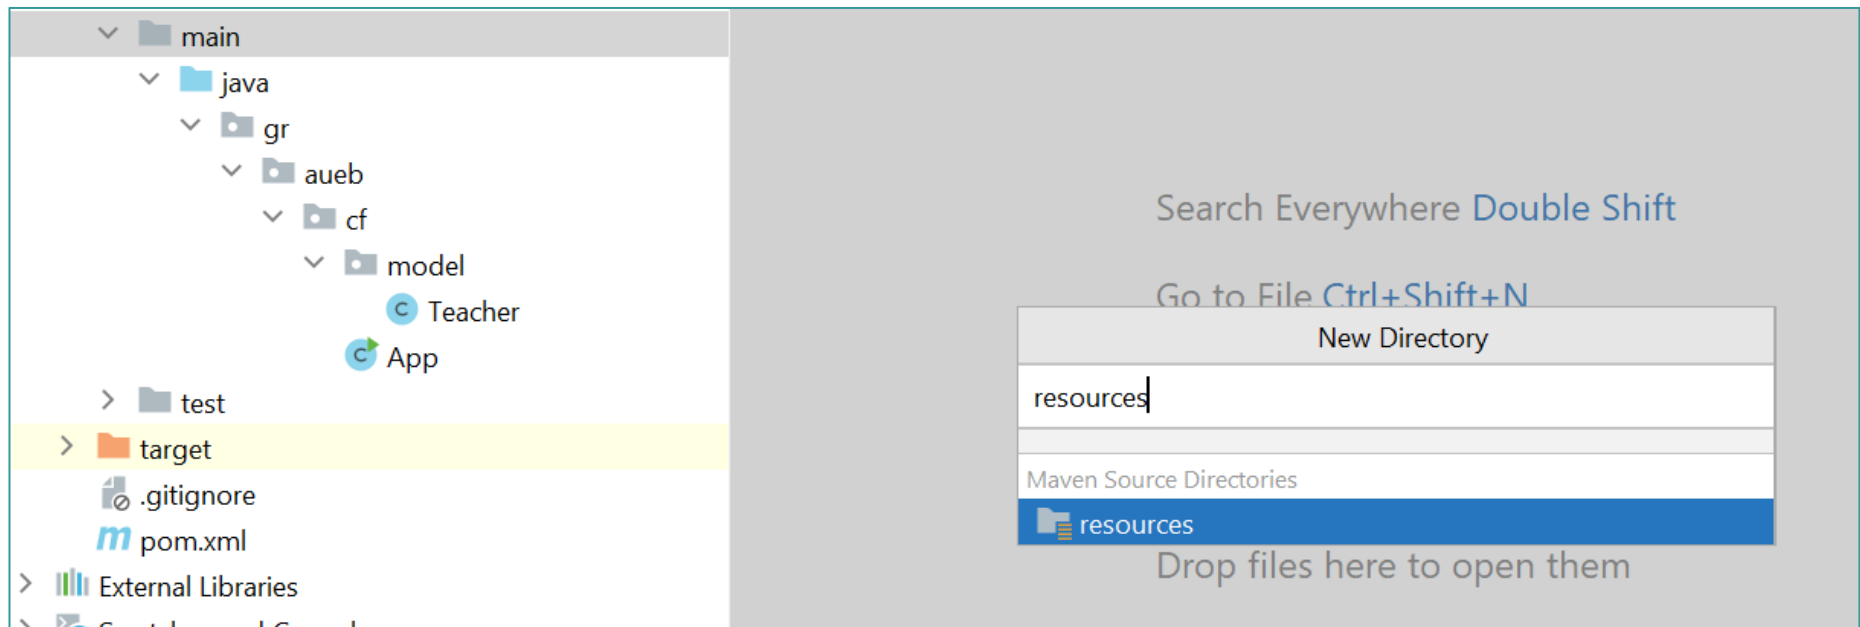 main
java
gr
aueb
cf
model
Teacher
App
test
target
.gitignore
pom.xml
External Libraries
Search Everywhere Double Shift
Go to File Ctrl+Shift+N
New Directory
resources
Maven Source Directories
resources
Drop files here to open them